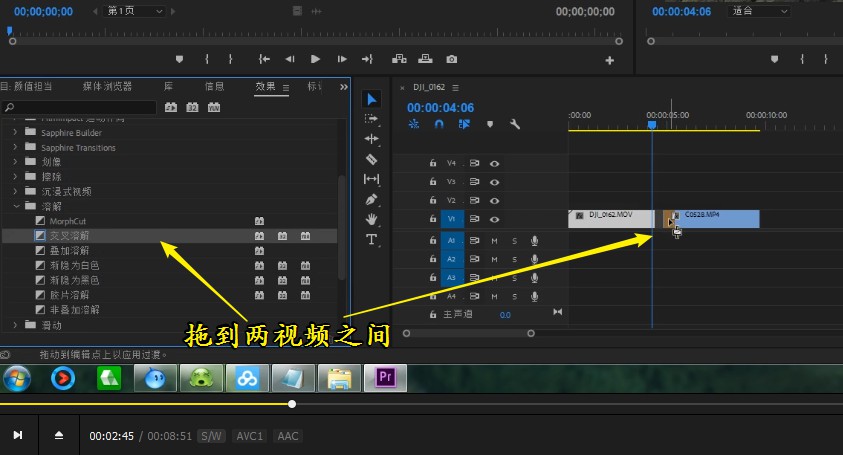 00;00;00;00
第1页
00;00;00;00
00:00:04:06
适合
目: 颜值担当
媒体浏览器
库
信息
效果
标讠
DJI_0162
00:00:04:06
:00:00
00:00:05:00
00:00:10:00
Sapphire Builder
Sapphire Transitions
划像
擦除
沉浸式视频
溶解
MorphCut
交叉溶解
叠加溶解
渐隐为白色
渐隐为黑色
胶片溶解
非叠加溶解
滑动
V4
V3
V2
V1
DJI_0162.MOV
C0528.MP4
A1 M S
A2 M S
A3 M S
A4 M S
主声道 0.0
拖到两视频之间
拖动到编辑点上以应用过渡。
Pr
00:02:45 / 00:08:51 S/W AVC1 AAC